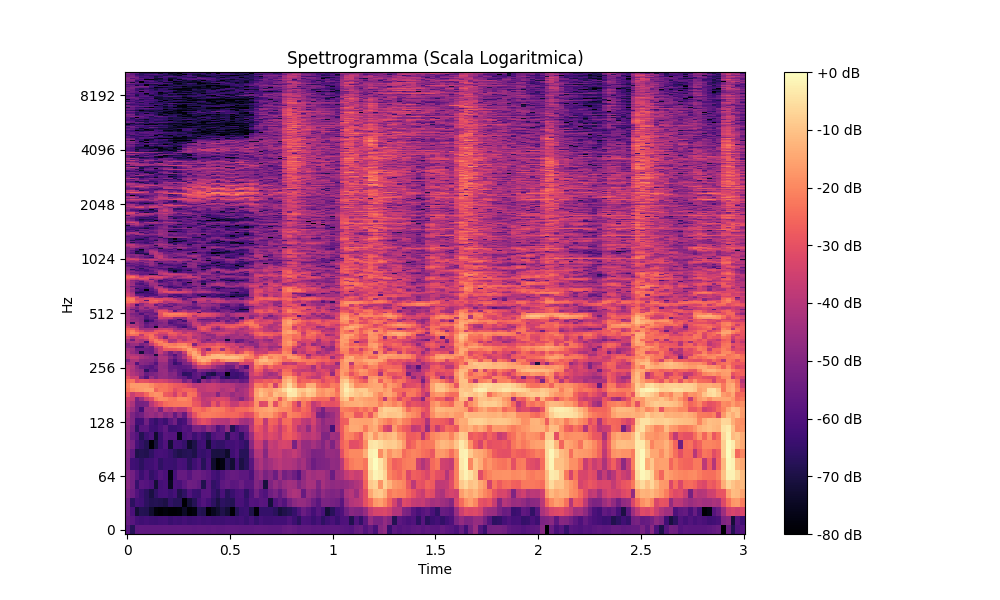 Spettrogramma (Scala Logaritmica)
Hz
8192
4096
2048
1024
512
256
128
64
0
0 0.5 1 1.5 2 2.5 3
Time
+0 dB
-10 dB
-20 dB
-30 dB
-40 dB
-50 dB
-60 dB
-70 dB
-80 dB